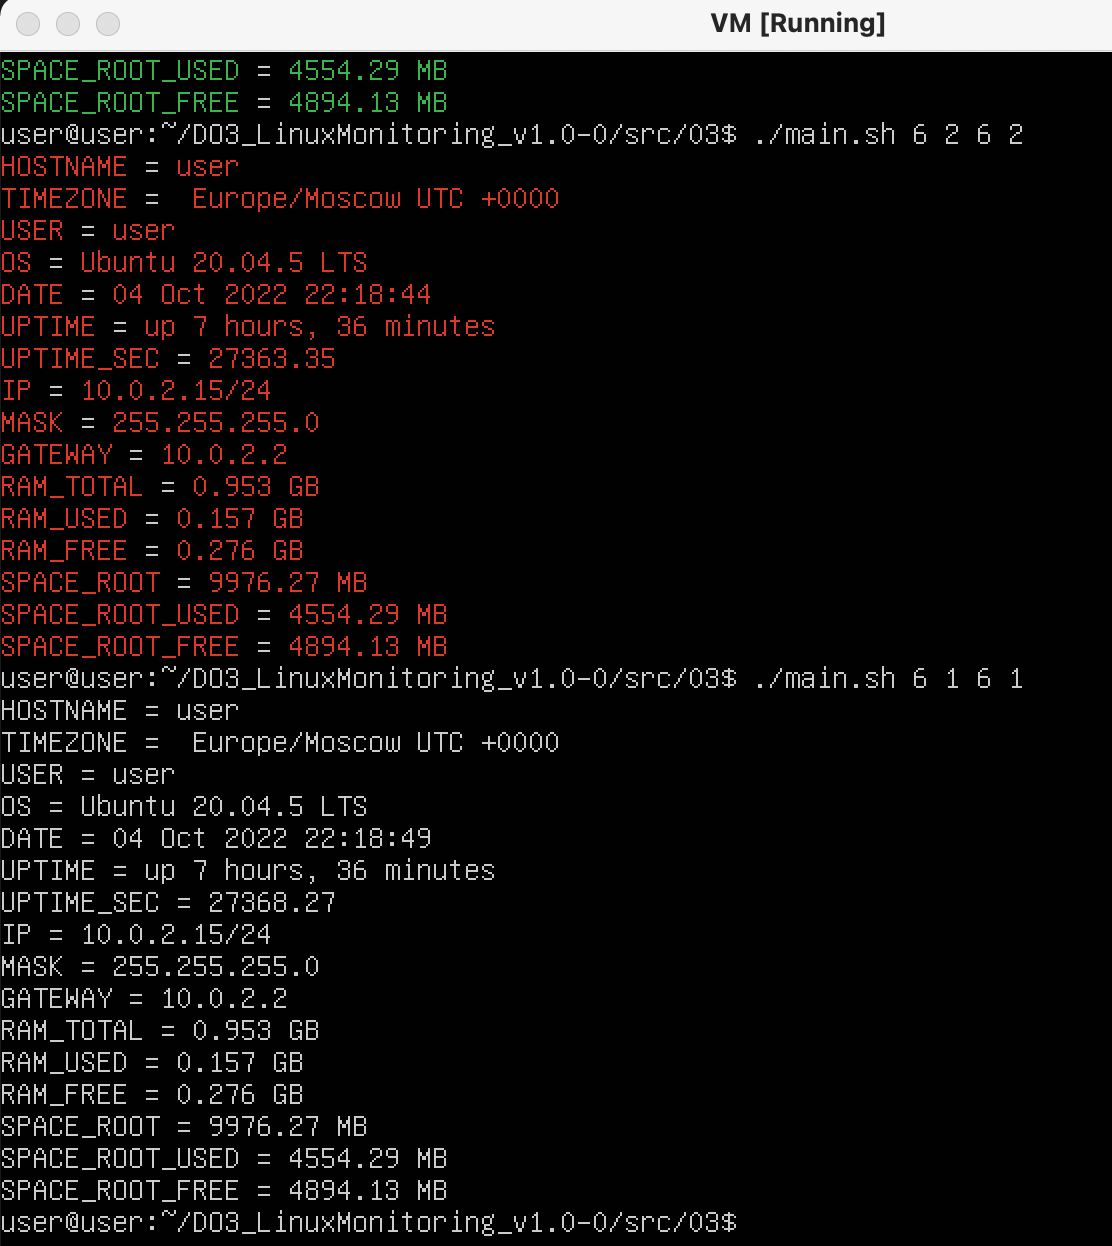 VM [Running]
SPACE_ROOT_USED = 4554.29 MB
SPACE_ROOT_FREE = 4894.13 MB
user@user:~/DO3_LinuxMonitoring_v1.0-0/src/03$ ./main.sh 6 2 6 2
HOSTNAME = user
TIMEZONE =  Europe/Moscow UTC +0000
USER = user
OS = Ubuntu 20.04.5 LTS
DATE = 04 Oct 2022 22:18:44
UPTIME = up 7 hours, 36 minutes
UPTIME_SEC = 27363.35
IP = 10.0.2.15/24
MASK = 255.255.255.0
GATEWAY = 10.0.2.2
RAM_TOTAL = 0.953 GB
RAM_USED = 0.157 GB
RAM_FREE = 0.276 GB
SPACE_ROOT = 9976.27 MB
SPACE_ROOT_USED = 4554.29 MB
SPACE_ROOT_FREE = 4894.13 MB
user@user:~/DO3_LinuxMonitoring_v1.0-0/src/03$ ./main.sh 6 1 6 1
HOSTNAME = user
TIMEZONE =  Europe/Moscow UTC +0000
USER = user
OS = Ubuntu 20.04.5 LTS
DATE = 04 Oct 2022 22:18:49
UPTIME = up 7 hours, 36 minutes
UPTIME_SEC = 27368.27
IP = 10.0.2.15/24
MASK = 255.255.255.0
GATEWAY = 10.0.2.2
RAM_TOTAL = 0.953 GB
RAM_USED = 0.157 GB
RAM_FREE = 0.276 GB
SPACE_ROOT = 9976.27 MB
SPACE_ROOT_USED = 4554.29 MB
SPACE_ROOT_FREE = 4894.13 MB
user@user:~/DO3_LinuxMonitoring_v1.0-0/src/03$